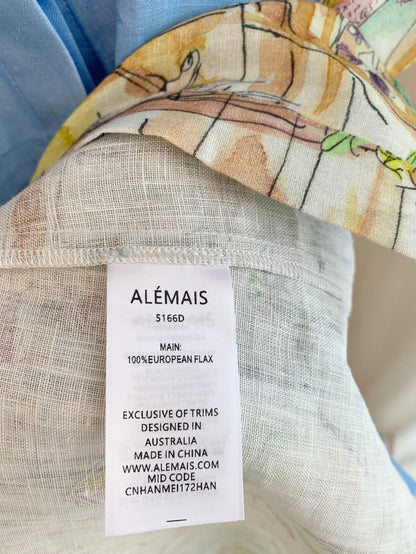 ALÉMAIS
5166D
MAIN:
100%EUROPEAN FLAX
EXCLUSIVE OF TRIMS
DESIGNED IN
AUSTRALIA
MADE IN CHINA
WWW.ALEMAIS.COM
MID CODE
CNHANMEI172HAN